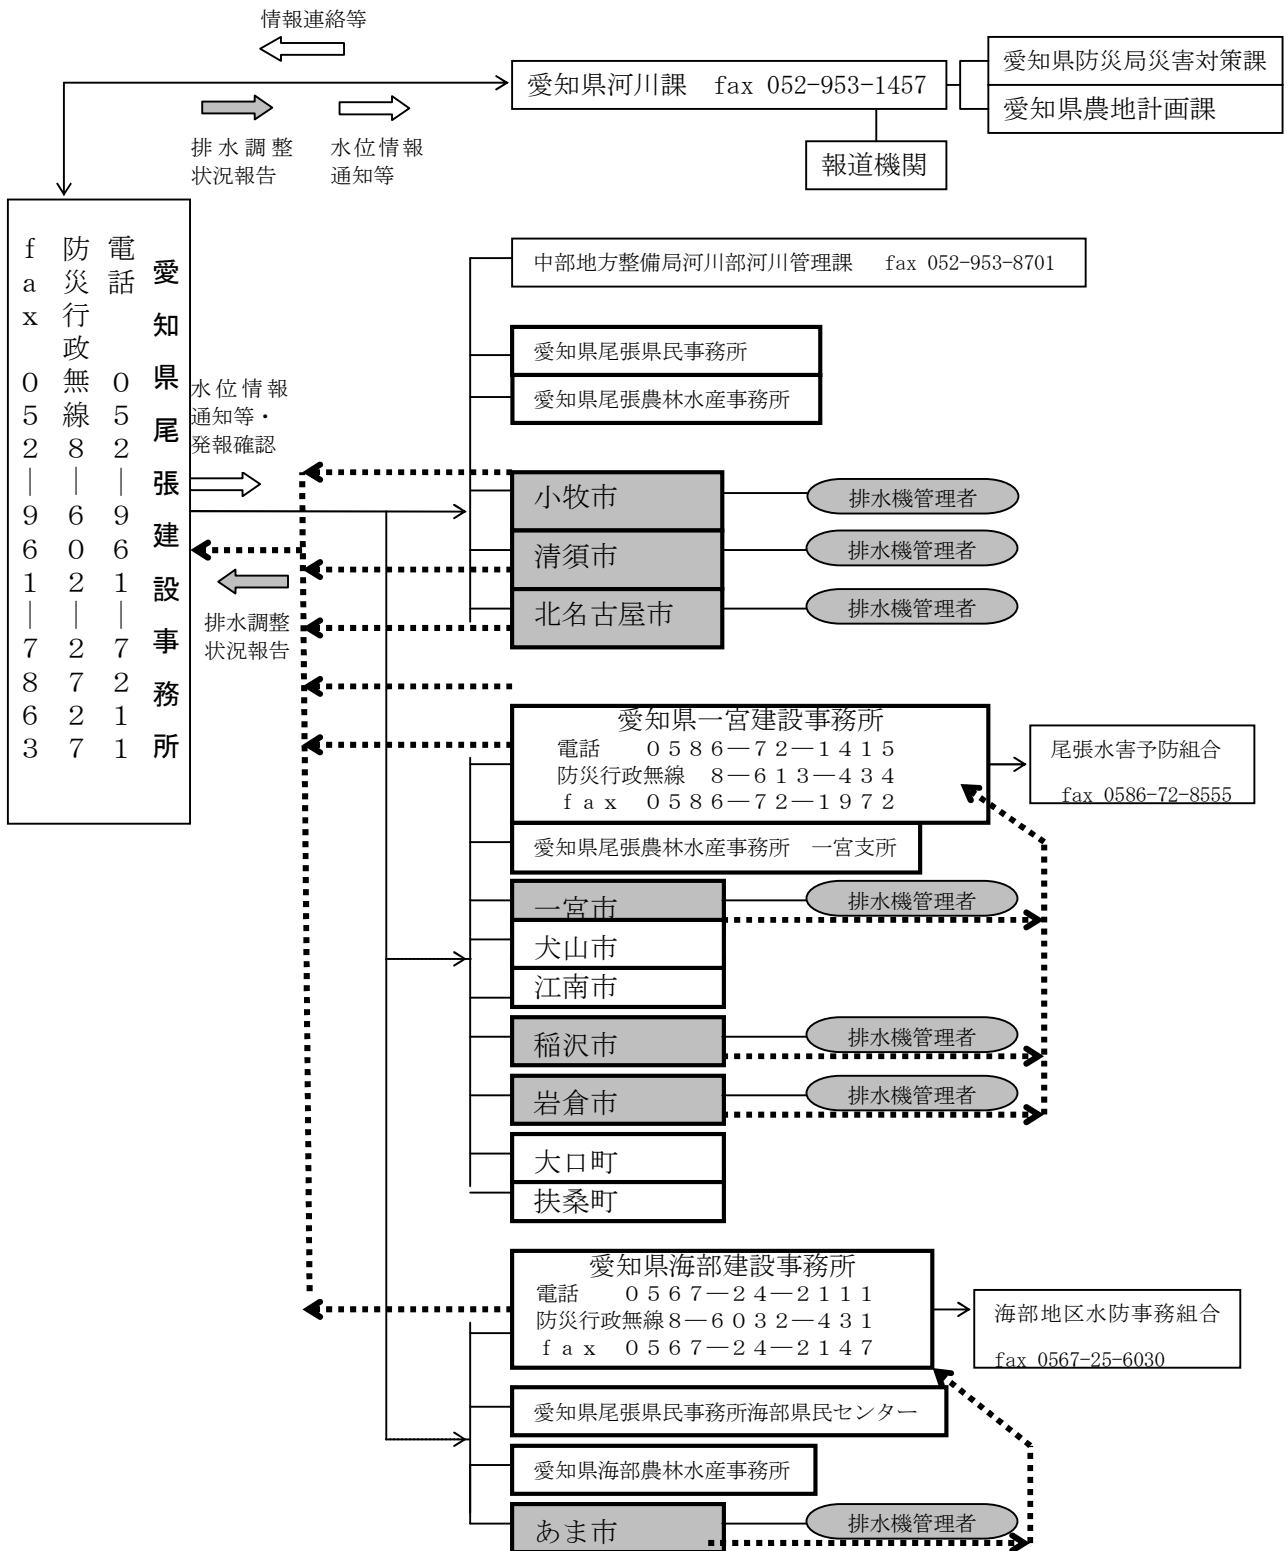 情報連絡等
愛知県河川課　fax 052-953-1457
愛知県防災局災害対策課
愛知県農地計画課
排水調整
状況報告
水位情報
通知等
報道機関
愛知県尾張建設事務所
電話　　０５２―９６１―７２１１
防災行政無線８―６０２―２７２７
ｆａｘ　０５２―９６１―７８６３
中部地方整備局河川部河川管理課　fax 052-953-8701
愛知県尾張県民事務所
愛知県尾張農林水産事務所
水位情報
通知等・
発報確認
小牧市
排水機管理者
清須市
排水機管理者
北名古屋市
排水機管理者
排水調整
状況報告
愛知県一宮建設事務所
電話　　０５８６―７２―１４１５
防災行政無線　８―６１３―４３４
ｆａｘ　０５８６―７２―１９７２
尾張水害予防組合
fax 0586-72-8555
愛知県尾張農林水産事務所　一宮支所
一宮市
排水機管理者
犬山市
江南市
稲沢市
排水機管理者
岩倉市
排水機管理者
大口町
扶桑町
愛知県海部建設事務所
電話　　０５６７―２４―２１１１
防災行政無線８―６０３２―４３１
ｆａｘ　０５６７―２４―２１４７
海部地区水防事務組合
fax 0567-25-6030
愛知県尾張県民事務所海部県民センター
愛知県海部農林水産事務所
あま市
排水機管理者